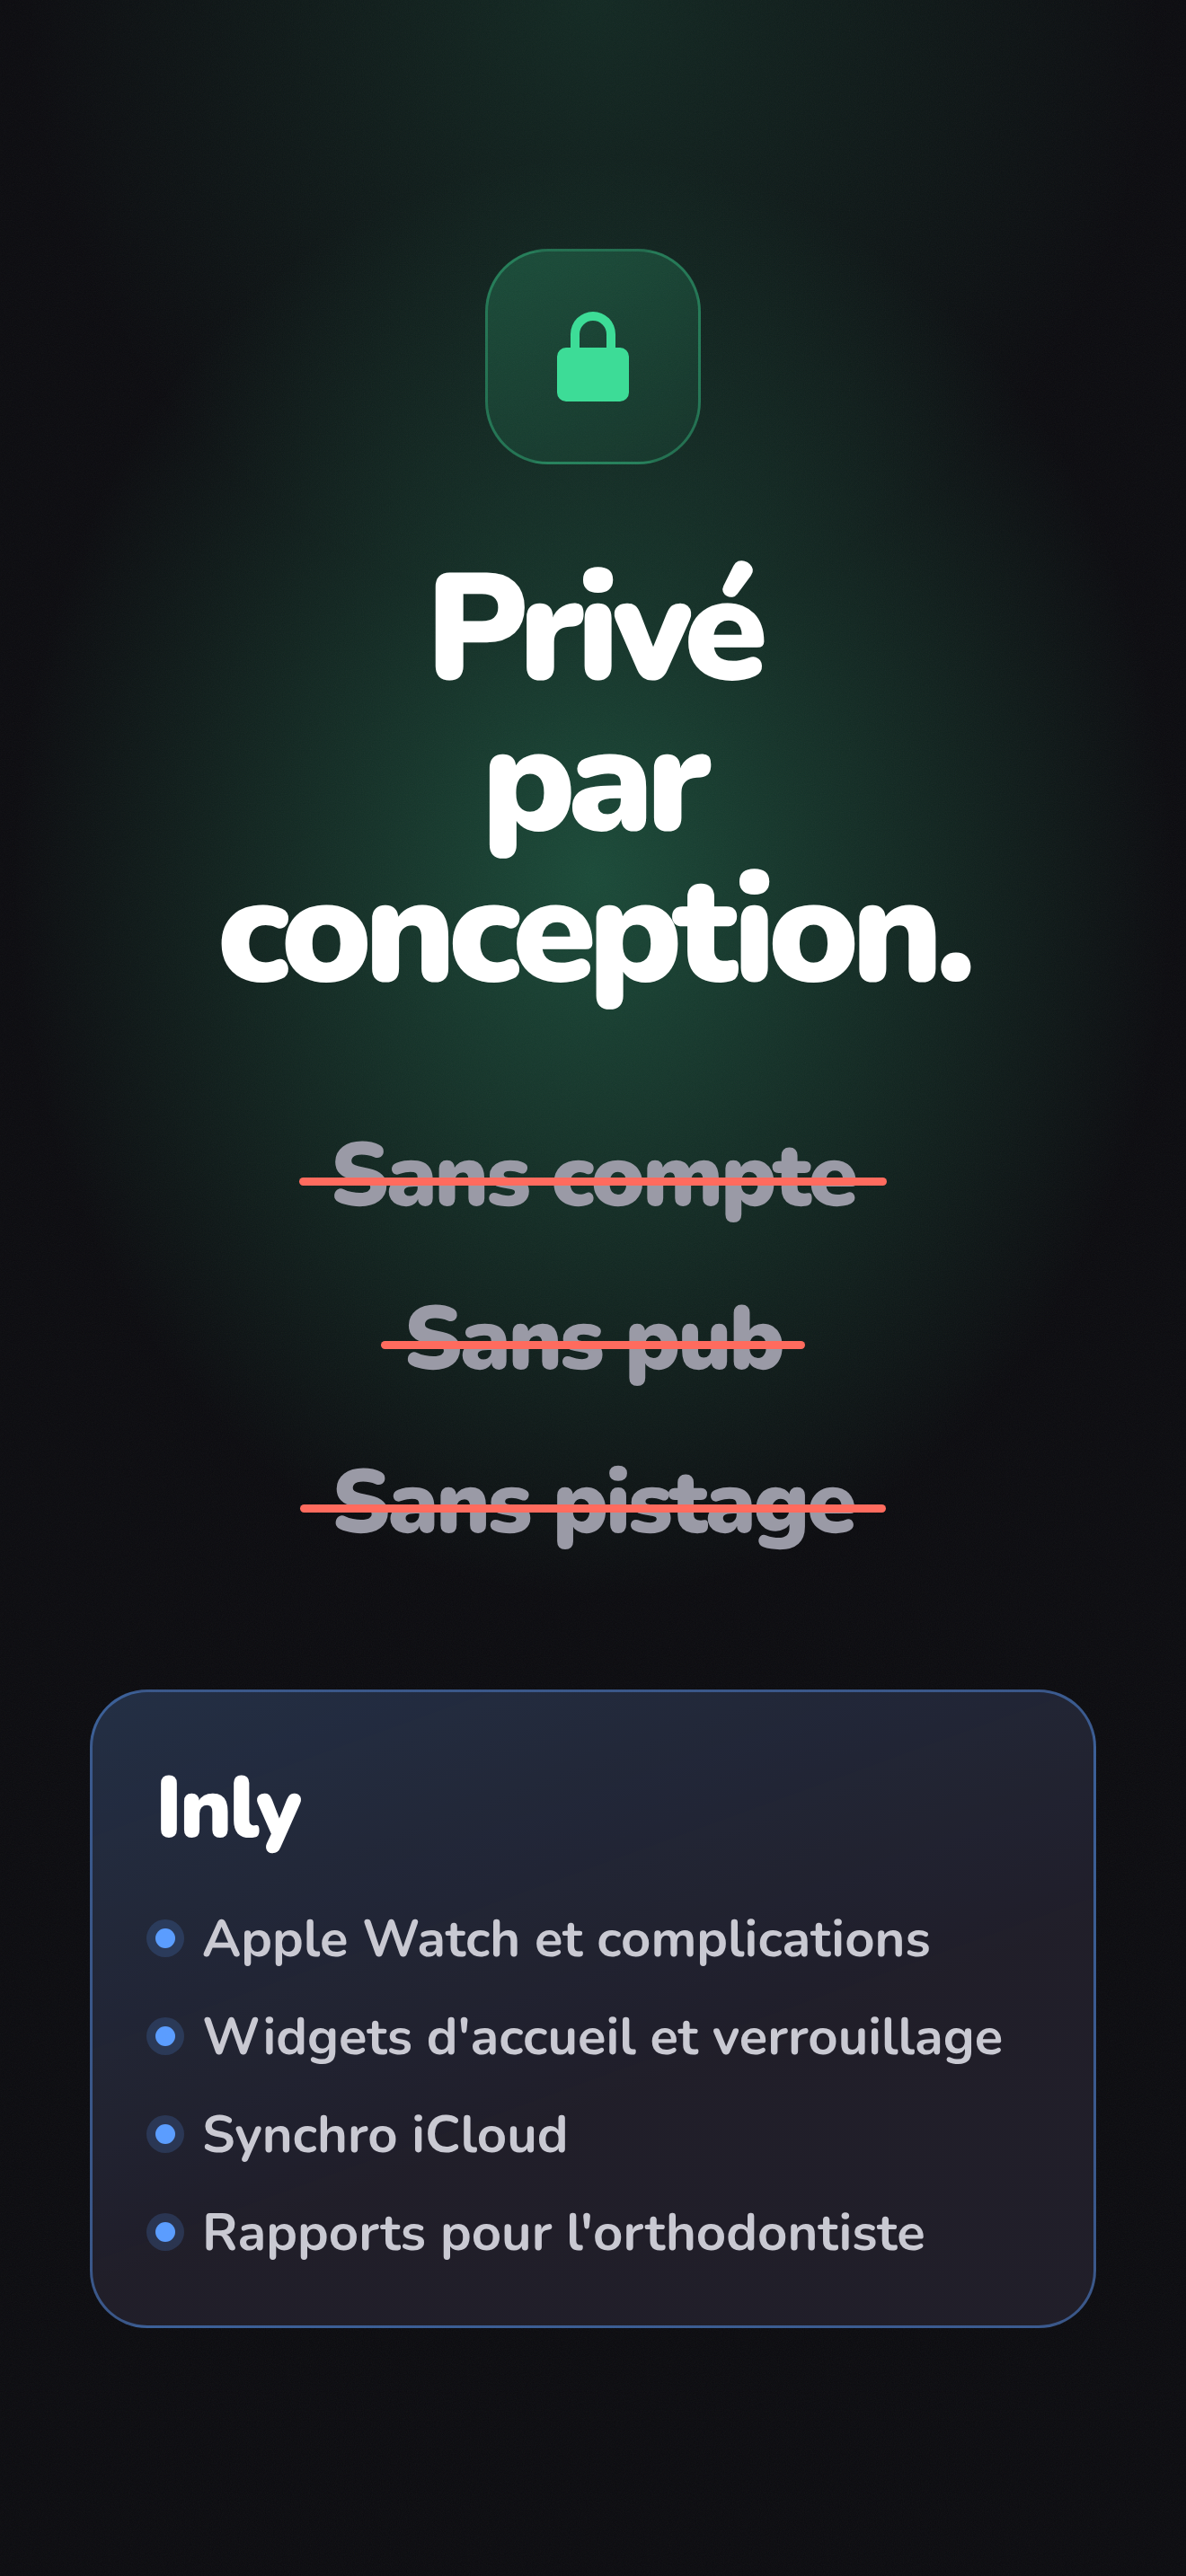 Privé
par
conception.
Sans compte
Sans pub
Sans pistage
Inly
Apple Watch et complications
Widgets d'accueil et verrouillage
Synchro iCloud
Rapports pour l'orthodontiste